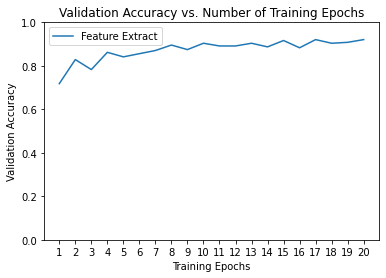 Validation Accuracy vs. Number of Training Epochs
Feature Extract
Validation Accuracy
1.0
0.8
0.6
0.4
0.2
0.0
1 2 3 4 5 6 7 8 9 10 11 12 13 14 15 16 17 18 19 20
Training Epochs